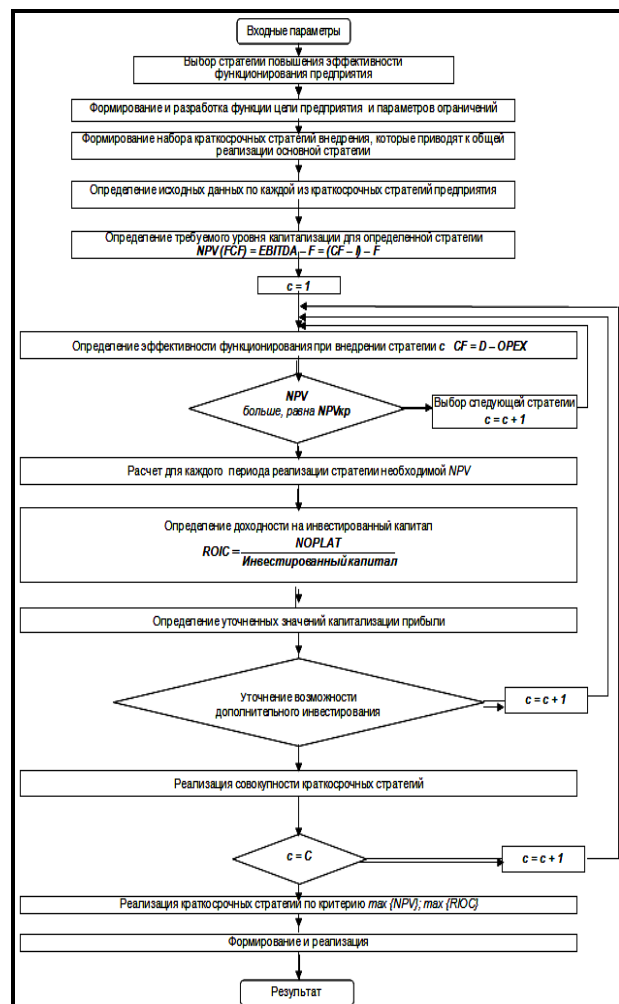 Входные параметры
Выбор стратегии повышения эффективности
функционирования предприятия
Формирование и разработка функции цели предприятия и параметров ограничений
Формирование набора краткосрочных стратегий внедрения, которые приводят к общей
реализации основной стратегии
Определение исходных данных по каждой из краткосрочных стратегий предприятия
Определение требуемого уровня капитализации для определенной стратегии
NPV (FCF) = EBITDA – F = (CF – I) – F
c = 1
Определение эффективности функционирования при внедрении стратегии c CF = D – OPEX
NPV
больше, равна NPVкр
Выбор следующей стратегии
c = c + 1
Расчет для каждого периода реализации стратегии необходимой NPV
Определение доходности на инвестированный капитал
ROIC = NOPLAT
Инвестированный капитал
Определение уточненных значений капитализации прибыли
Уточнение возможности
дополнительного инвестирования
c = c + 1
Реализация совокупности краткосрочных стратегий
c = C
c = c + 1
Реализация краткосрочных стратегии по критерию max {NPV}; max {RIOC}
Формирование и реализация
Результат